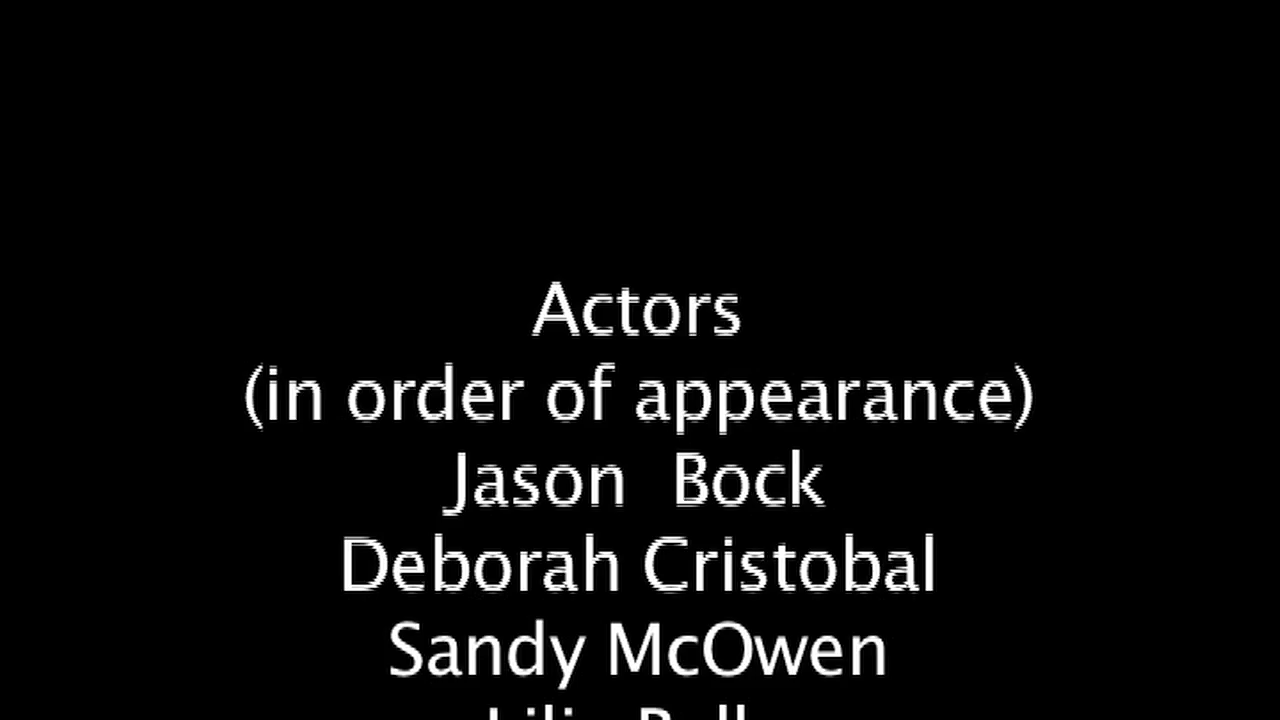 Actors
(in order of appearance)
Jason  Bock
Deborah Cristobal
Sandy McOwen